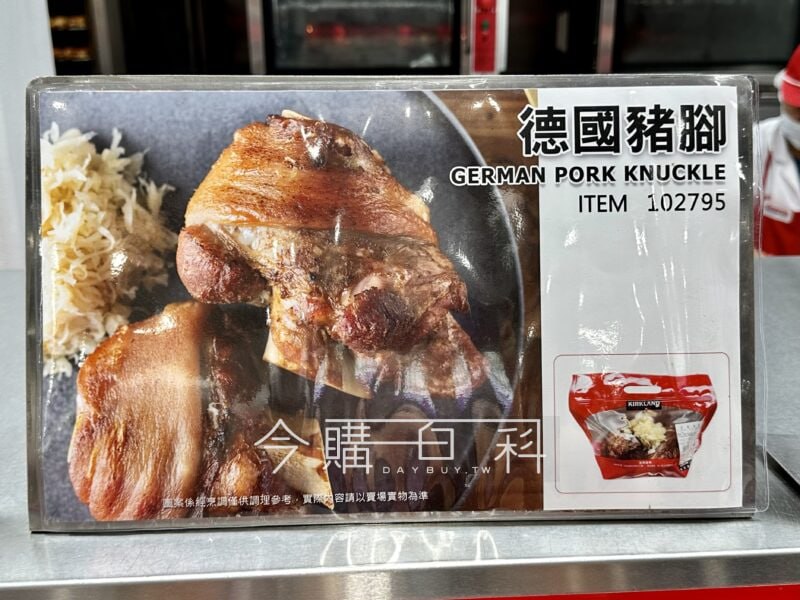 德國豬腳
GERMAN PORK KNUCKLE
ITEM 102795
KIRKLAND
今購百科
DAYBUY.TW
圖案係經烹調僅供調理參考，實際內容請以賣場實物為準